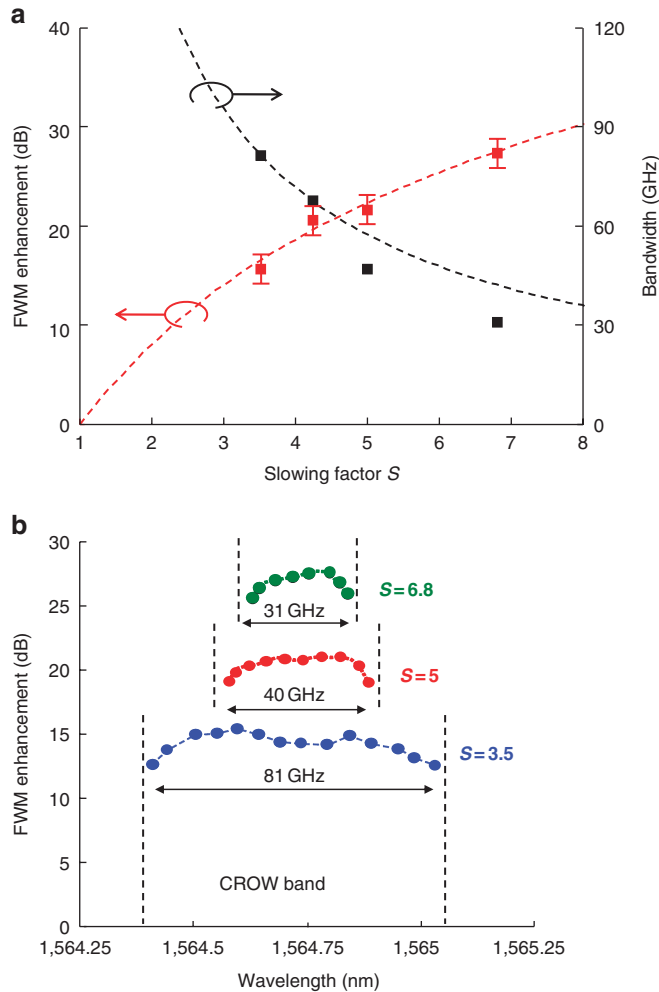 a
40
30
20
10
0
FWM enhancement (dB)
120
90
60
30
0
Bandwidth (GHz)
1 2 3 4 5 6 7 8
Slowing factor S
b
30
25
20
15
10
5
0
FWM enhancement (dB)
S=6.8
31 GHz
S=5
40 GHz
S=3.5
81 GHz
CROW band
1,564.25 1,564.5 1,564.75 1,565 1,565.25
Wavelength (nm)